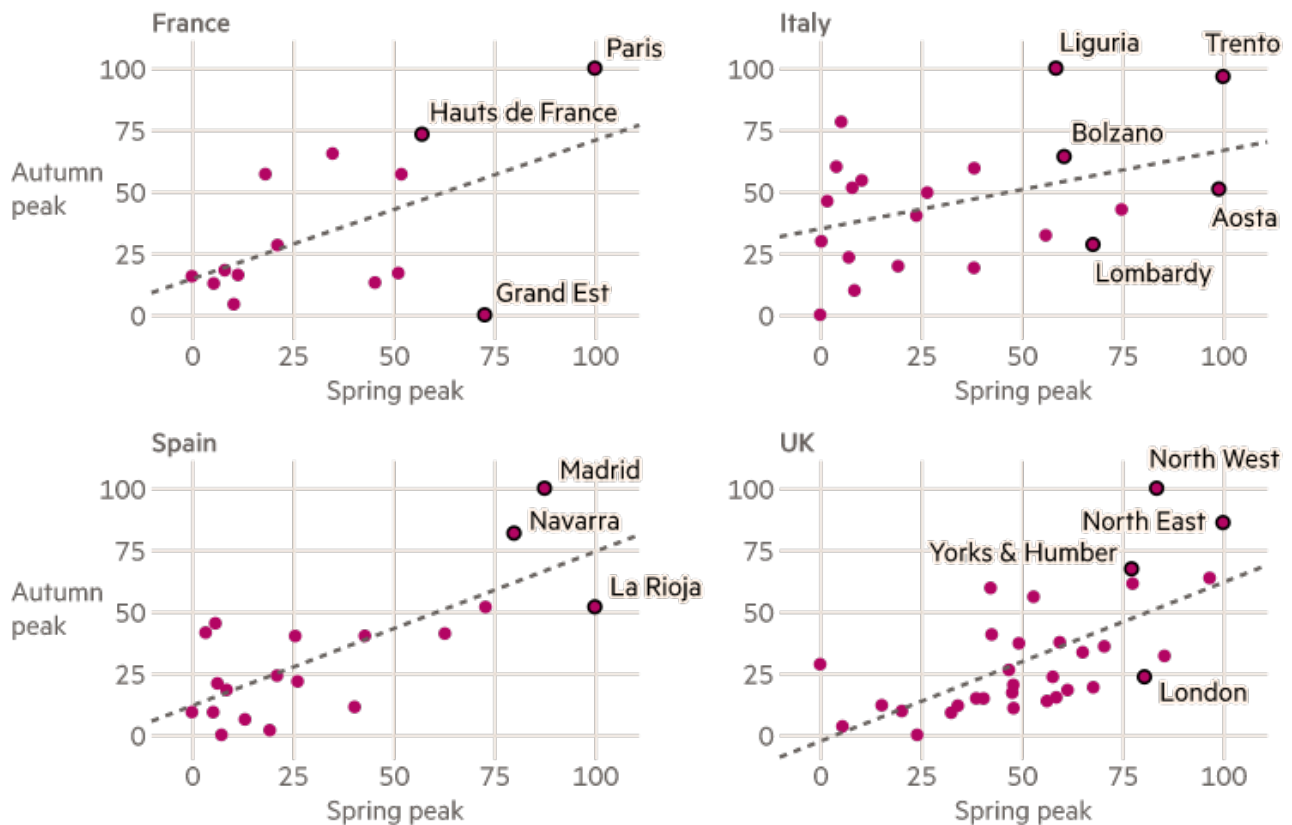 France
Paris
100
Hauts de France
75
Autumn
peak
50
25
Grand Est
0
0 25 50 75 100
Spring peak
Italy
Liguria Trento
100
75
Bolzano
50
Aosta
25
Lombardy
0
0 25 50 75 100
Spring peak
Spain
Madrid
100
Navarra
75
La Rioja
Autumn
peak
50
25
0
0 25 50 75 100
Spring peak
UK
North West
100
North East
Yorks & Humber
75
50
25
London
0
0 25 50 75 100
Spring peak